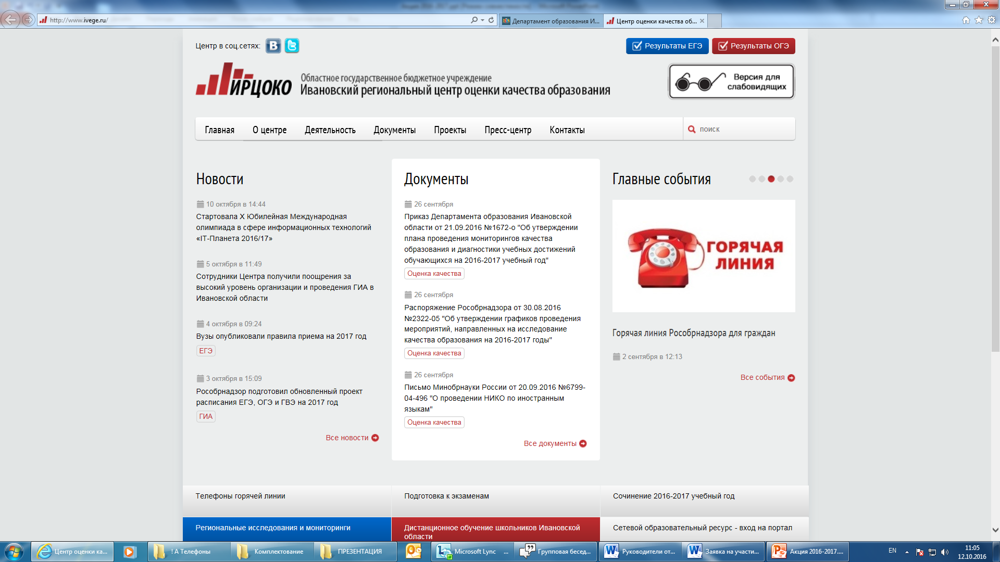 http://www.ivege.ru/
Департамент образования И...
Центр оценки качества об...
Центр в соц.сетях:
Результаты ЕГЭ
Результаты ОГЭ
ИРЦОКО
Областное государственное бюджетное учреждение
Ивановский региональный центр оценки качества образования
Версия для
слабовидящих
Главная
О центре
Деятельность
Документы
Проекты
Пресс-центр
Контакты
поиск
Новости
10 октября в 14:44
Стартовала X Юбилейная Международная
олимпиада в сфере информационных технологий
«IT-Планета 2016/17»
5 октября в 11:49
Сотрудники Центра получили поощрения за
высокий уровень организации и проведения ГИА в
Ивановской области
4 октября в 09:24
Вузы опубликовали правила приема на 2017 год
ЕГЭ
3 октября в 15:09
Рособрнадзор подготовил обновленный проект
расписания ЕГЭ, ОГЭ и ГВЭ на 2017 год
ГИА
Все новости
Документы
26 сентября
Приказ Департамента образования Ивановской
области от 21.09.2016 №1672-о "Об утверждении
плана проведения мониторингов качества
образования и диагностики учебных достижений
обучающихся на 2016-2017 учебный год"
Оценка качества
26 сентября
Распоряжение Рособрнадзора от 30.08.2016
№2322-05 "Об утверждении графиков проведения
мероприятий, направленных на исследование
качества образования на 2016-2017 годы"
Оценка качества
26 сентября
Письмо Минобрнауки России от 20.09.2016 №6799-
04-496 "О проведении НИКО по иностранным
языкам"
Оценка качества
Все документы
Главные события
ГОРЯЧАЯ
ЛИНИЯ
Горячая линия Рособрнадзора для граждан
2 сентября в 12:13
Все события
Телефоны горячей линии
Подготовка к экзаменам
Сочинение 2016-2017 учебный год
Региональные исследования и мониторинги
Дистанционное обучение школьников Ивановской
области
Сетевой образовательный ресурс - вход на портал
Центр оценки ка...
! А Телефоны
Комплектование
ПРЕЗЕНТАЦИЯ
Microsoft Lync ...
Групповая бесед...
Руководители от...
Заявка на участи...
Акция 2016-2017....
EN
11:05
12.10.2016